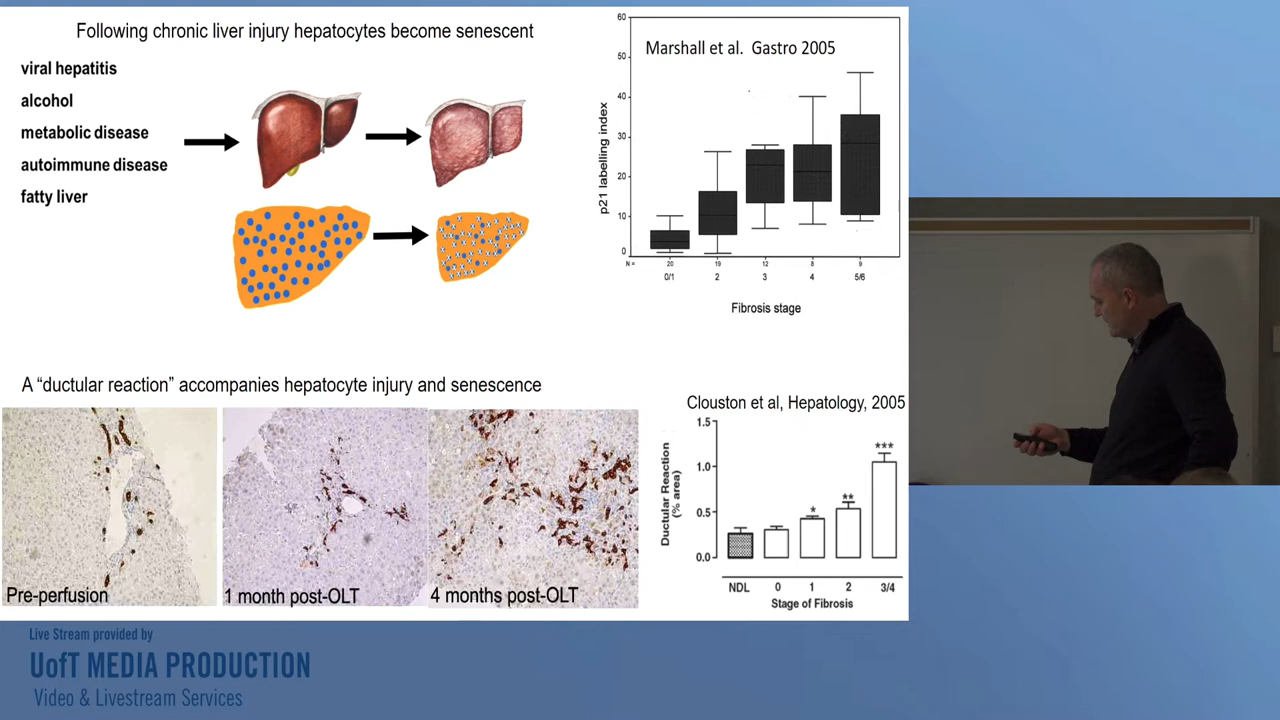 Following chronic liver injury hepatocytes become senescent
viral hepatitis
alcohol
metabolic disease
autoimmune disease
fatty liver
Marshall et al. Gastro 2005
p21 labelling index
60
50
40
30
20
10
0
N = 20 19 12 8 9
0/1 2 3 4 5/6
Fibrosis stage
A “ductular reaction” accompanies hepatocyte injury and senescence
Pre-perfusion
1 month post-OLT
4 months post-OLT
Clouston et al, Hepatology, 2005
Ductular Reaction
(% area)
1.5
1.0
0.5
0.0
*
**
***
NDL 0 1 2 3/4
Stage of Fibrosis
Live Stream provided by
UofT MEDIA PRODUCTION
Video & Livestream Services